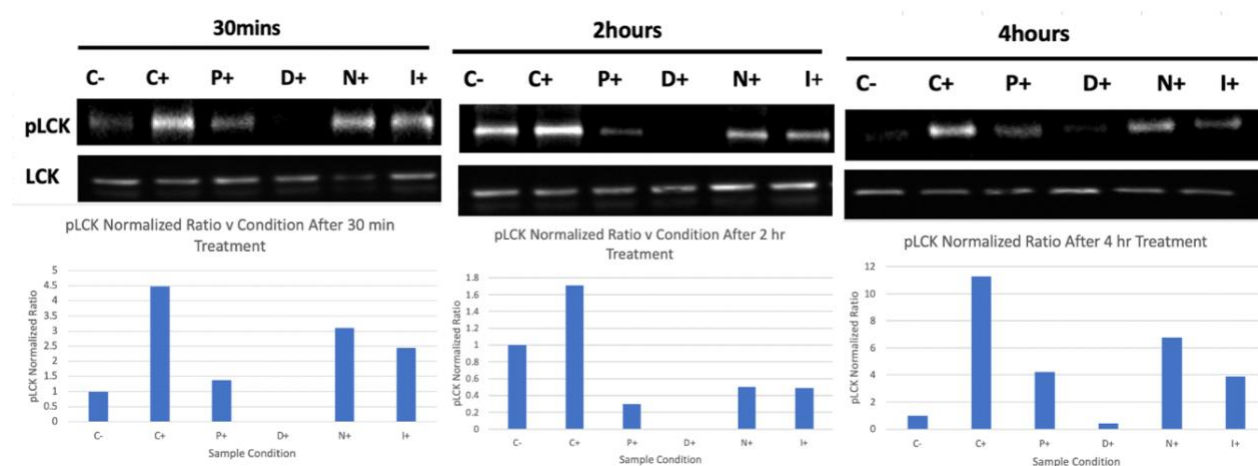 30mins
2hours
4hours
C- C+ P+ D+ N+ I+
C- C+ P+ D+ N+ I+
C- C+ P+ D+ N+ I+
pLCK
LCK
pLCK Normalized Ratio v Condition After 30 min
Treatment
pLCK Normalized Ratio
5
4.5
4
3.5
3
2.5
2
1.5
1
0.5
0
C- C+ P+ D+ N+ I+
Sample Condition
pLCK Normalized Ratio v Condition After 2 hr
Treatment
pLCK Normalized Ratio
1.8
1.6
1.4
1.2
1
0.8
0.6
0.4
0.2
0
C- C+ P+ D+ N+ I+
Sample Condition
pLCK Normalized Ratio After 4 hr Treatment
pLCK Normalized Ratio
12
10
8
6
4
2
0
C- C+ P+ D+ N+ I+
Sample Condition